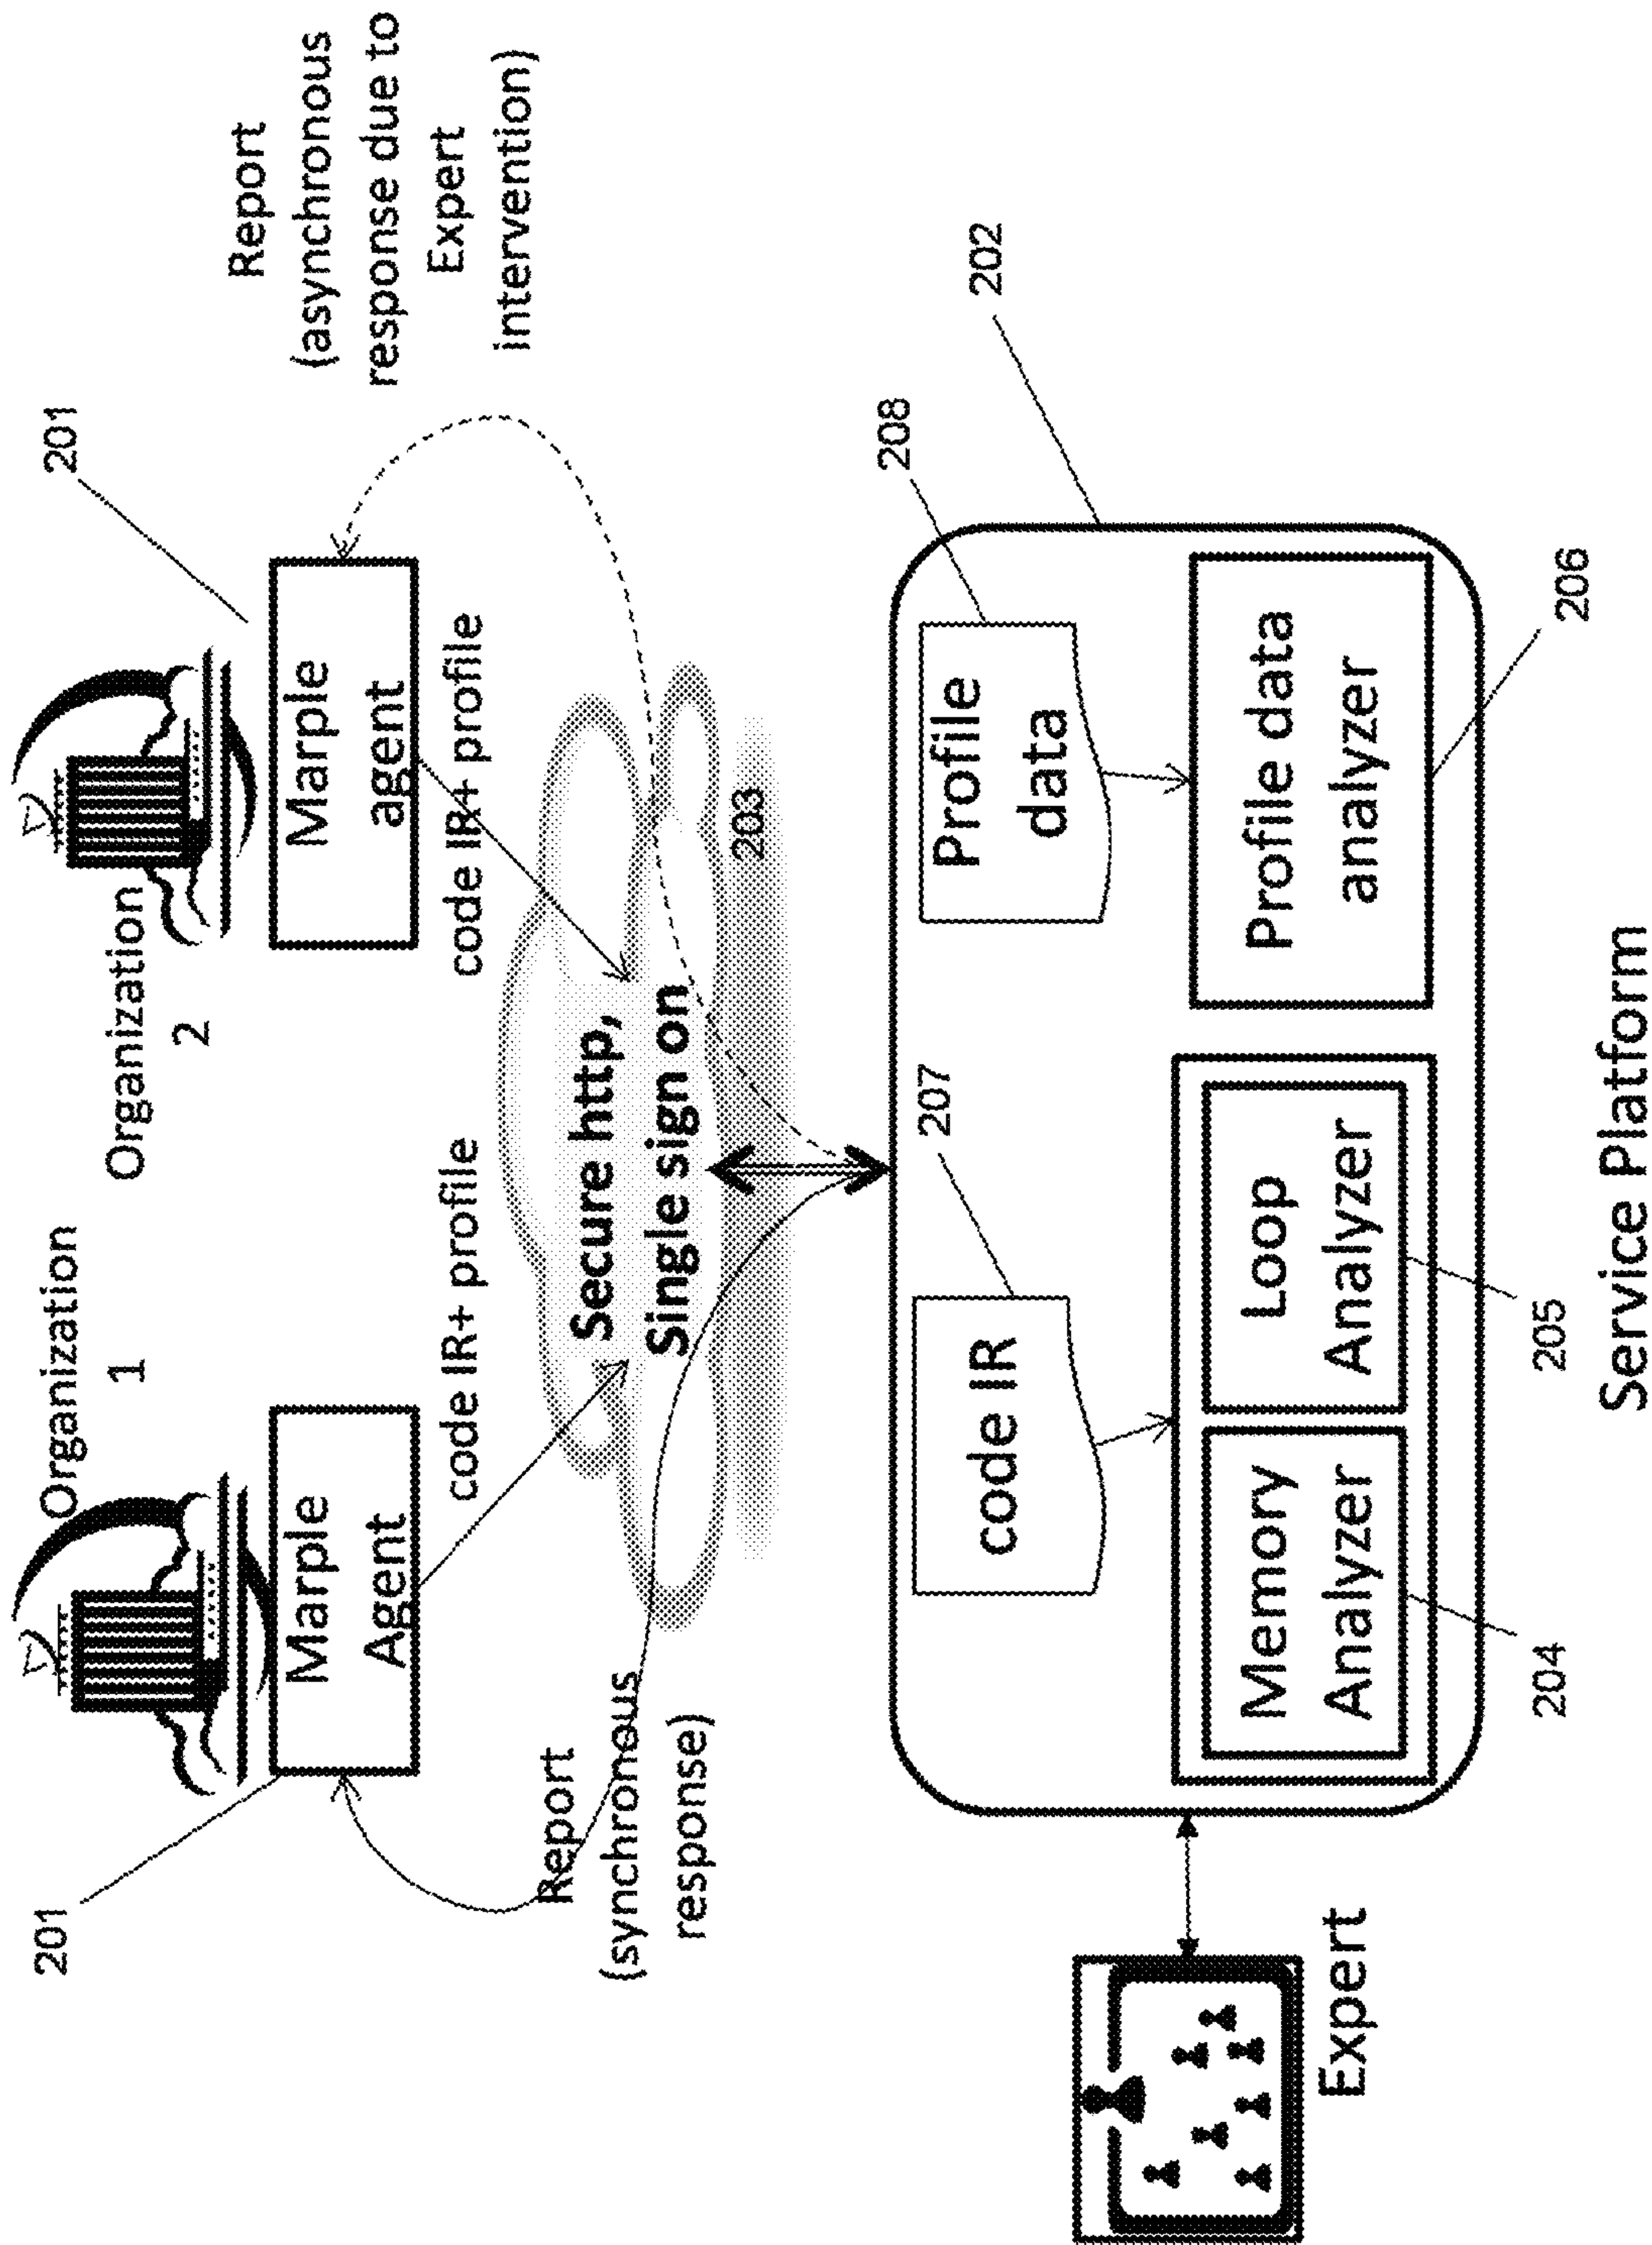 Organization
1
Organization
2
201
201
Marple
Agent
Marple
agent
code IR+ profile
code IR+ profile
Report
(asynchronous
response due to
Expert
intervention)
Report
(synchronous
response)
Secure http,
Single sign on
203
207
208
202
code IR
Profile
data
Memory
Analyzer
Loop
Analyzer
Profile data
analyzer
204
205
206
Expert
Service Platform